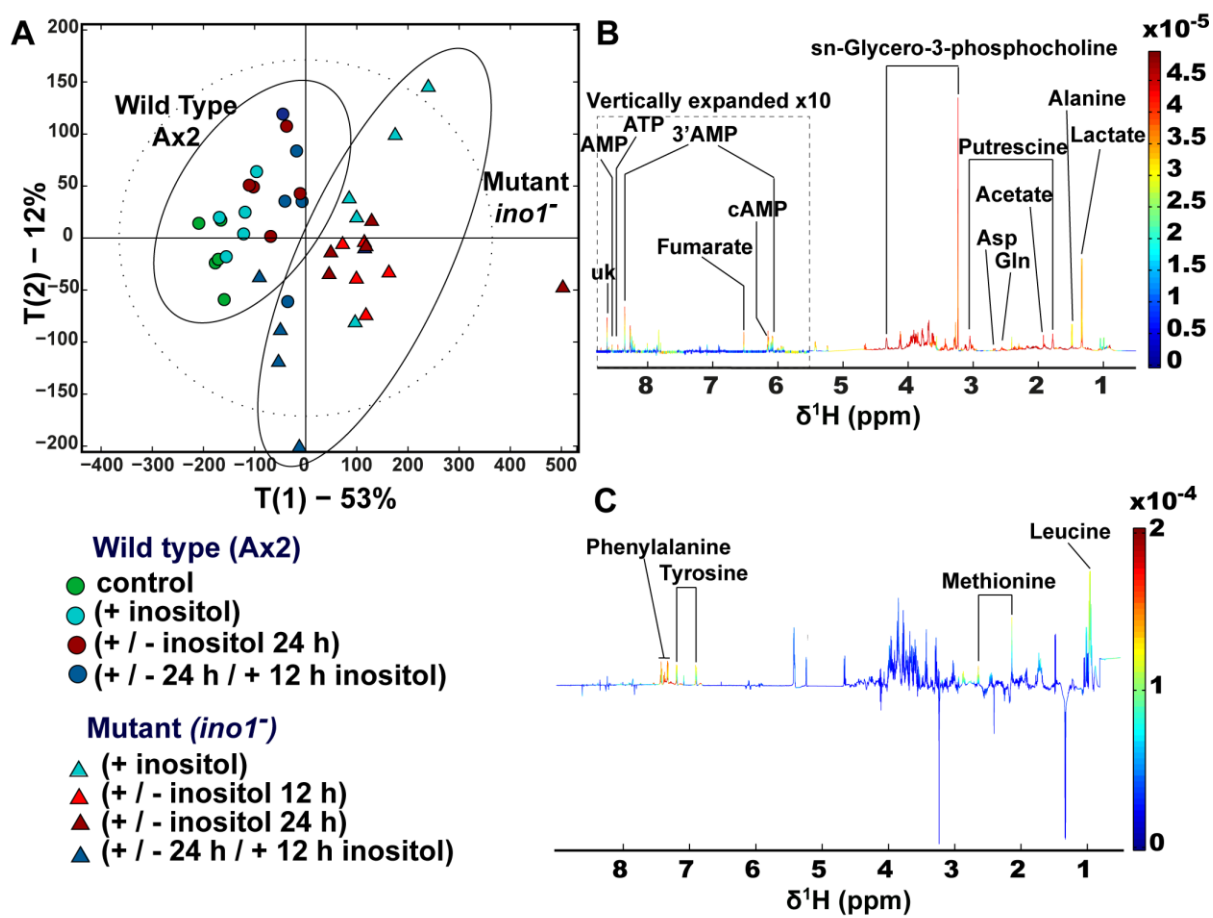 A
200
150
100
50
0
−50
−100
−150
−200
T(2) − 12%
Wild Type
Ax2
Mutant
ino1⁻
−400 −300 −200 −100 0 100 200 300 400 500
T(1) − 53%
Wild type (Ax2)
control
(+ inositol)
(+ / - inositol 24 h)
(+ / - 24 h / + 12 h inositol)
Mutant (ino1⁻)
(+ inositol)
(+ / - inositol 12 h)
(+ / - inositol 24 h)
(+ / - 24 h / + 12 h inositol)
B
sn-Glycero-3-phosphocholine
Vertically expanded x10
AMP
ATP
3'AMP
uk
Fumarate
cAMP
Putrescine
Acetate
Asp
Gln
Alanine
Lactate
8 7 6 5 4 3 2 1
δ¹H (ppm)
x10⁻⁵
4.5
4
3.5
3
2.5
2
1.5
1
0.5
0
C
Phenylalanine
Tyrosine
Methionine
Leucine
8 7 6 5 4 3 2 1
δ¹H (ppm)
x10⁻⁴
2
1
0